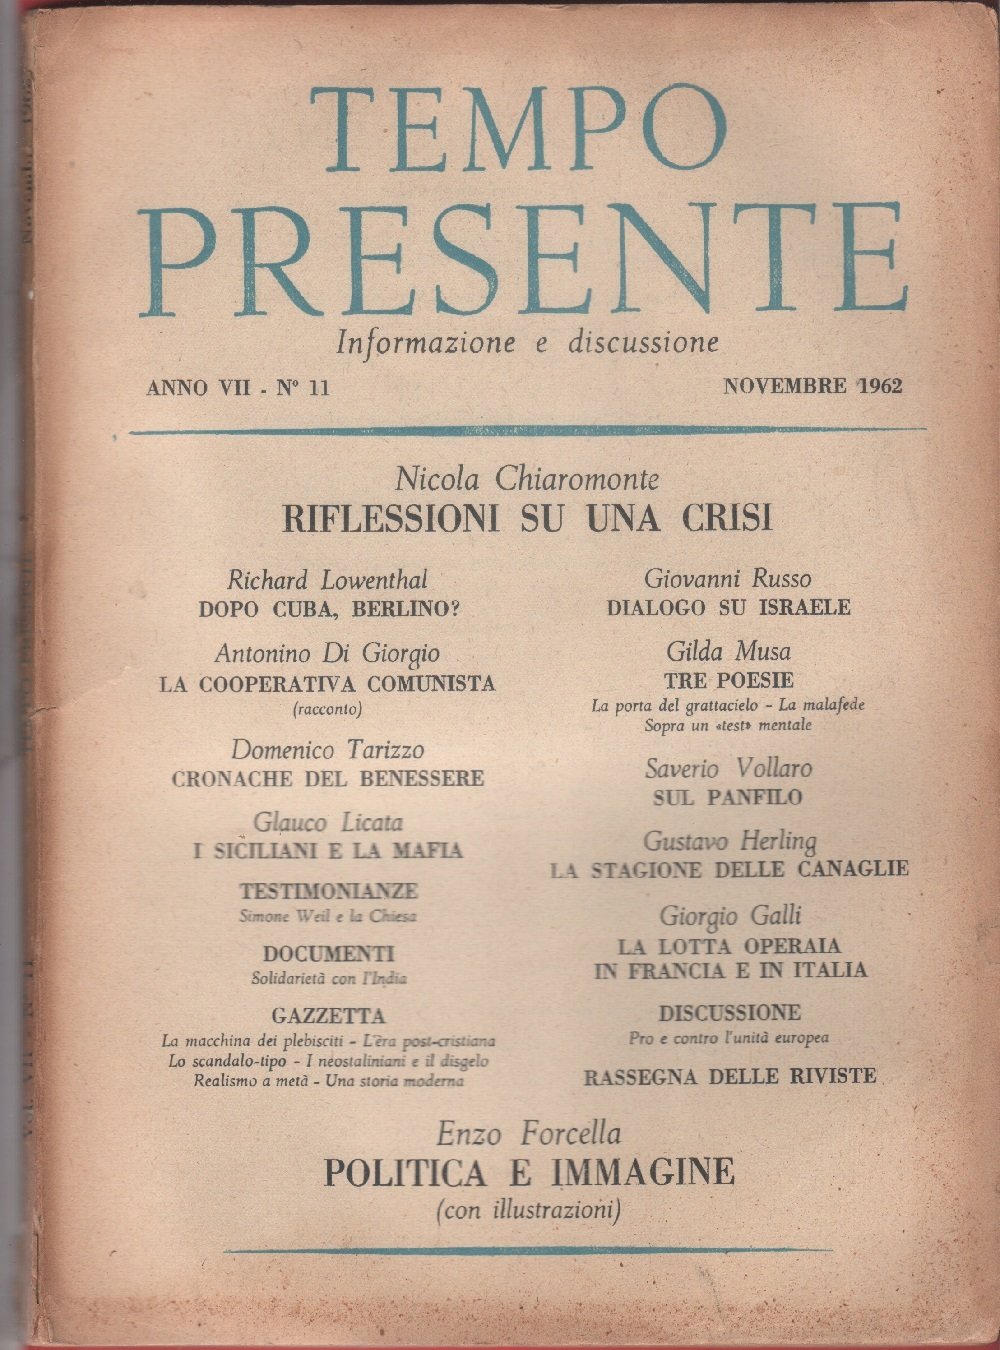 TEMPO
PRESENTE
Informazione e discussione
ANNO VII - Nº 11
NOVEMBRE 1962
Nicola Chiaromonte
RIFLESSIONI SU UNA CRISI
Richard Lowenthal
DOPO CUBA, BERLINO?
Antonino Di Giorgio
LA COOPERATIVA COMUNISTA
(racconto)
Domenico Tarizzo
CRONACHE DEL BENESSERE
Glauco Licata
I SICILIANI E LA MAFIA
TESTIMONIANZE
Simone Weil e la Chiesa
DOCUMENTI
Solidarietà con l'India
GAZZETTA
La macchina dei plebisciti - L'èra post-cristiana
Lo scandalo-tipo - I neostaliniani e il disgelo
Realismo a metà - Una storia moderna
Giovanni Russo
DIALOGO SU ISRAELE
Gilda Musa
TRE POESIE
La porta del grattacielo - La malafede
Sopra un «test» mentale
Saverio Vollaro
SUL PANFILO
Gustavo Herling
LA STAGIONE DELLE CANAGLIE
Giorgio Galli
LA LOTTA OPERAIA
IN FRANCIA E IN ITALIA
DISCUSSIONE
Pro e contro l'unità europea
RASSEGNA DELLE RIVISTE
Enzo Forcella
POLITICA E IMMAGINE
(con illustrazioni)